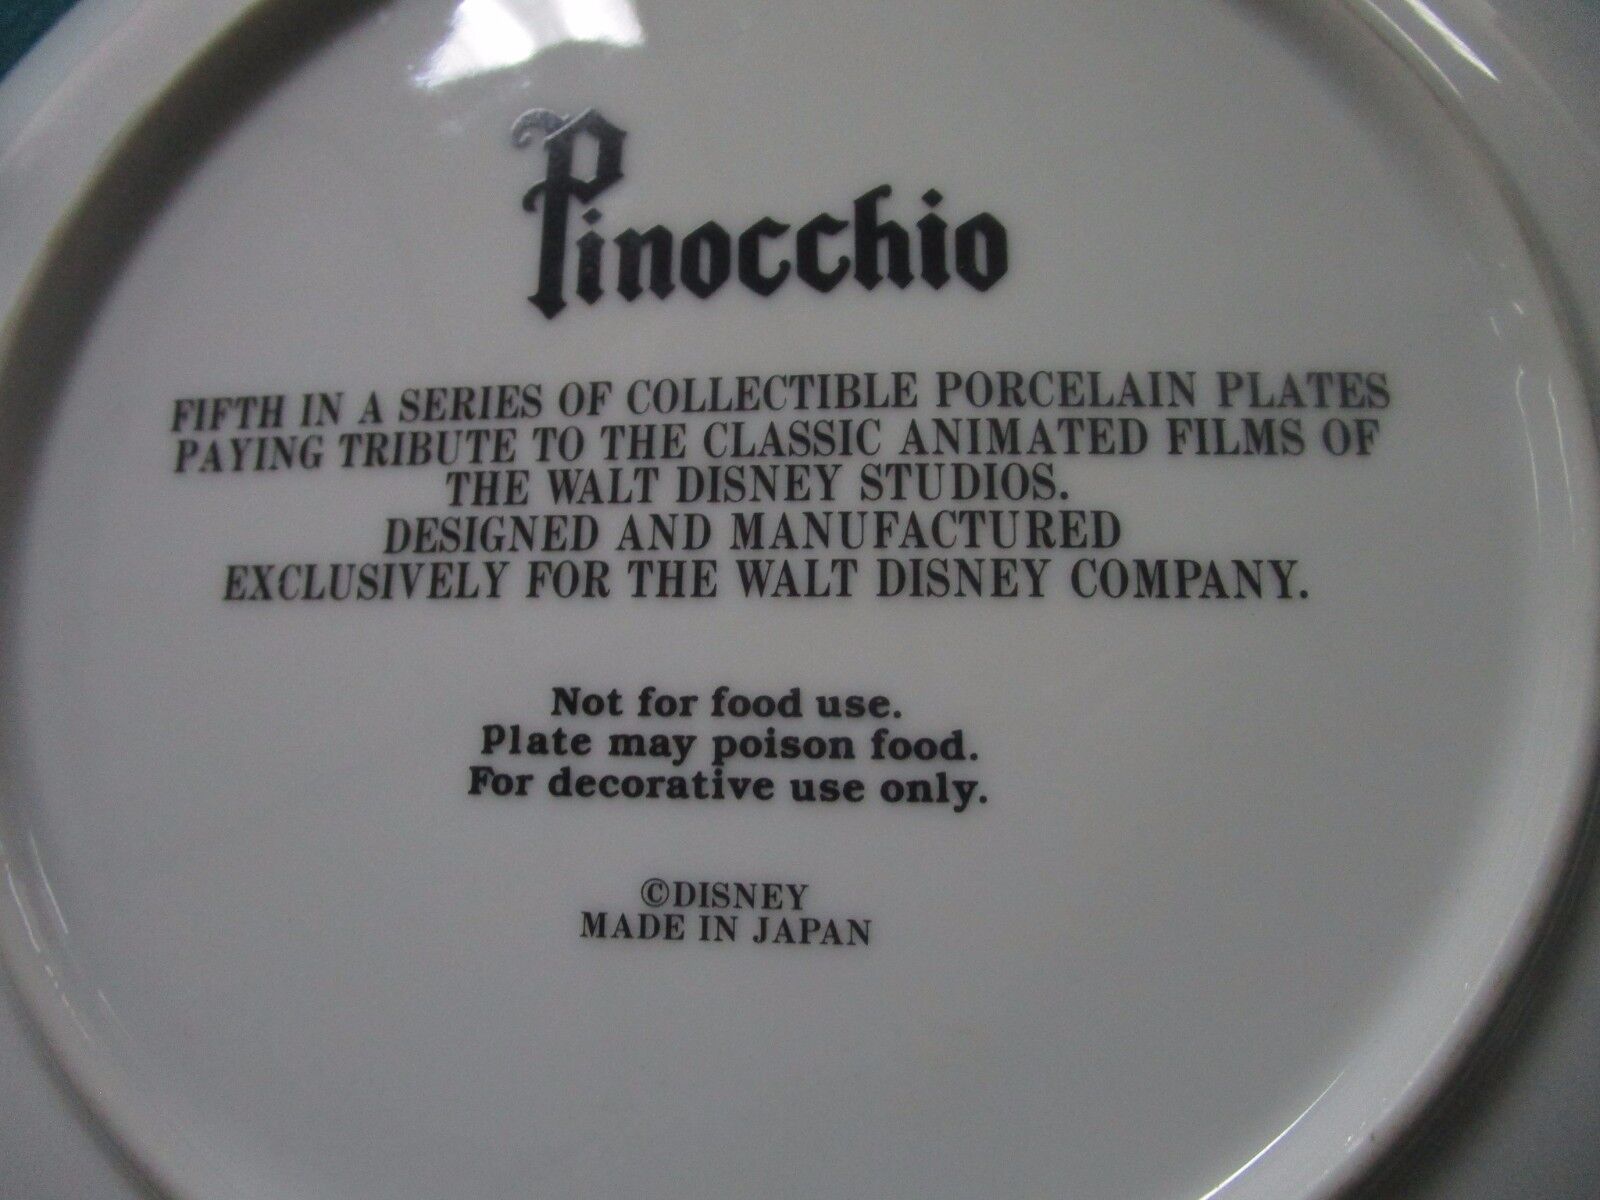 Pinocchio
FIFTH IN A SERIES OF COLLECTIBLE PORCELAIN PLATES
PAYING TRIBUTE TO THE CLASSIC ANIMATED FILMS OF
THE WALT DISNEY STUDIOS.
DESIGNED AND MANUFACTURED
EXCLUSIVELY FOR THE WALT DISNEY COMPANY.
Not for food use.
Plate may poison food.
For decorative use only.
©DISNEY
MADE IN JAPAN